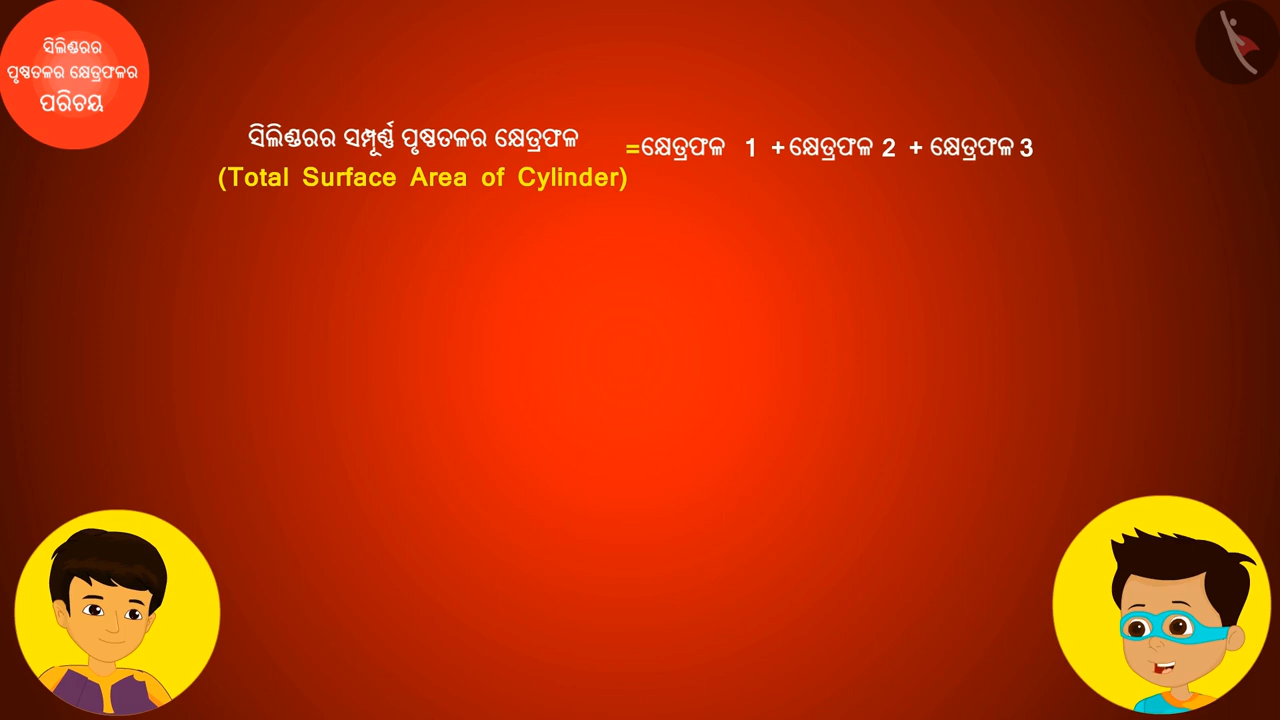 ସିଲିଣ୍ଡରର
ପୃଷ୍ଠତଳର କ୍ଷେତ୍ରଫଳର
ପରିଚୟ
ସିଲିଣ୍ଡରର ସମ୍ପୂର୍ଣ୍ଣ ପୃଷ୍ଠତଳର କ୍ଷେତ୍ରଫଳ =କ୍ଷେତ୍ରଫଳ 1 +କ୍ଷେତ୍ରଫଳ 2 + କ୍ଷେତ୍ରଫଳ 3
(Total Surface Area of Cylinder)